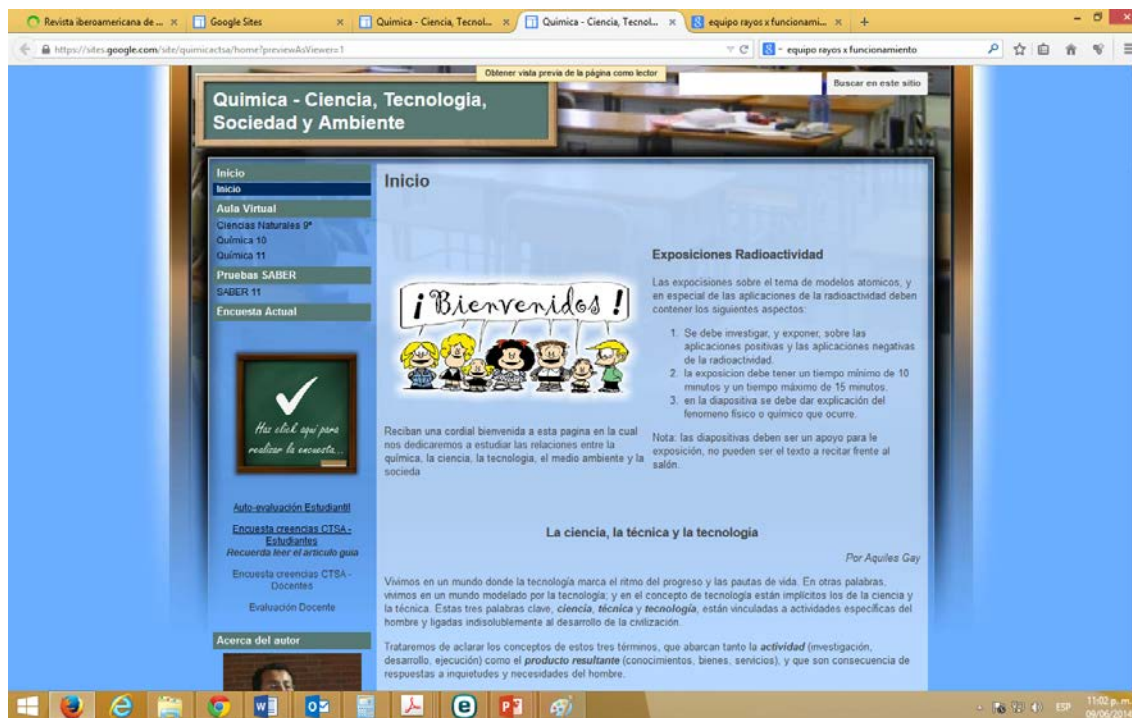 Revista iberoamericana de ...
Google Sites
Quimica - Ciencia, Tecnol...
Quimica - Ciencia, Tecnol...
equipo rayos x funcionami...
https://sites.google.com/site/quimicactsa/home?previewAsViewer=1
equipo rayos x funcionamiento
Obtener vista previa de la página como lector
Buscar en este sitio
Quimica - Ciencia, Tecnologia,
Sociedad y Ambiente
Inicio
Inicio
Aula Virtual
Ciencias Naturales 9°
Química 10
Química 11
Pruebas SABER
SABER 11
Encuesta Actual
Haz click aquí para
realizar la encuesta...
Auto-evaluación Estudiantil
Encuesta creencias CTSA -
Estudiantes
Recuerda leer el articulo guia
Encuesta creencias CTSA -
Docentes
Evaluación Docente
Acerca del autor
Inicio
¡Bienvenidos!
Reciban una cordial bienvenida a esta pagina en la cual
nos dedicaremos a estudiar las relaciones entre la
química, la ciencia, la tecnologia, el medio ambiente y la
socieda
Exposiciones Radioactividad
Las expocisiones sobre el tema de modelos atomicos, y
en especial de las aplicaciones de la radoactividad deben
contener los siguientes aspectos:
1. Se debe investigar, y exponer, sobre las
aplicaciones positivas y las aplicaciones negativas
de la radioactividad.
2. la exposicion debe tener un tiempo mínimo de 10
minutos y un tiempo máximo de 15 minutos.
3. en la diapositiva se debe dar explicación del
fenomeno físico o químico que ocurre.
Nota: las diapositivas deben ser un apoyo para le
exposición, no pueden ser el texto a recitar frente al
salón.
La ciencia, la técnica y la tecnologia
Por Aquiles Gay
Vivimos en un mundo donde la tecnología marca el ritmo del progreso y las pautas de vida. En otras palabras,
vivimos en un mundo modelado por la tecnología; y en el concepto de tecnología están implícitos los de la ciencia y
la técnica. Estas tres palabras clave, ciencia, técnica y tecnología, están vinculadas a actividades específicas del
hombre y ligadas indisolublemente al desarrollo de la civilización.
Trataremos de aclarar los conceptos de estos tres términos, que abarcan tanto la actividad (investigación,
desarrollo, ejecución) como el producto resultante (conocimientos, bienes, servicios), y que son consecuencia de
respuestas a inquietudes y necesidades del hombre.
ESP
11:02 p. m.
09/06/2014